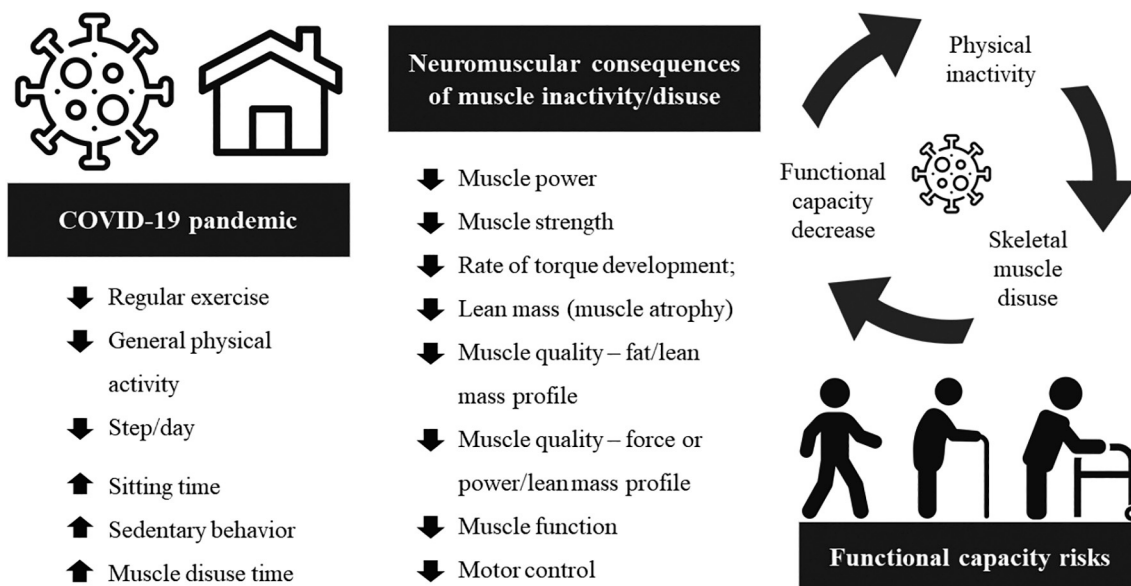 COVID-19 pandemic
Regular exercise
General physical
activity
Step/day
Sitting time
Sedentary behavior
Muscle disuse time
Neuromuscular consequences
of muscle inactivity/disuse
Muscle power
Muscle strength
Rate of torque development;
Lean mass (muscle atrophy)
Muscle quality – fat/lean
mass profile
Muscle quality – force or
power/lean mass profile
Muscle function
Motor control
Physical
inactivity
Skeletal
muscle
disuse
Functional
capacity
decrease
Functional capacity risks